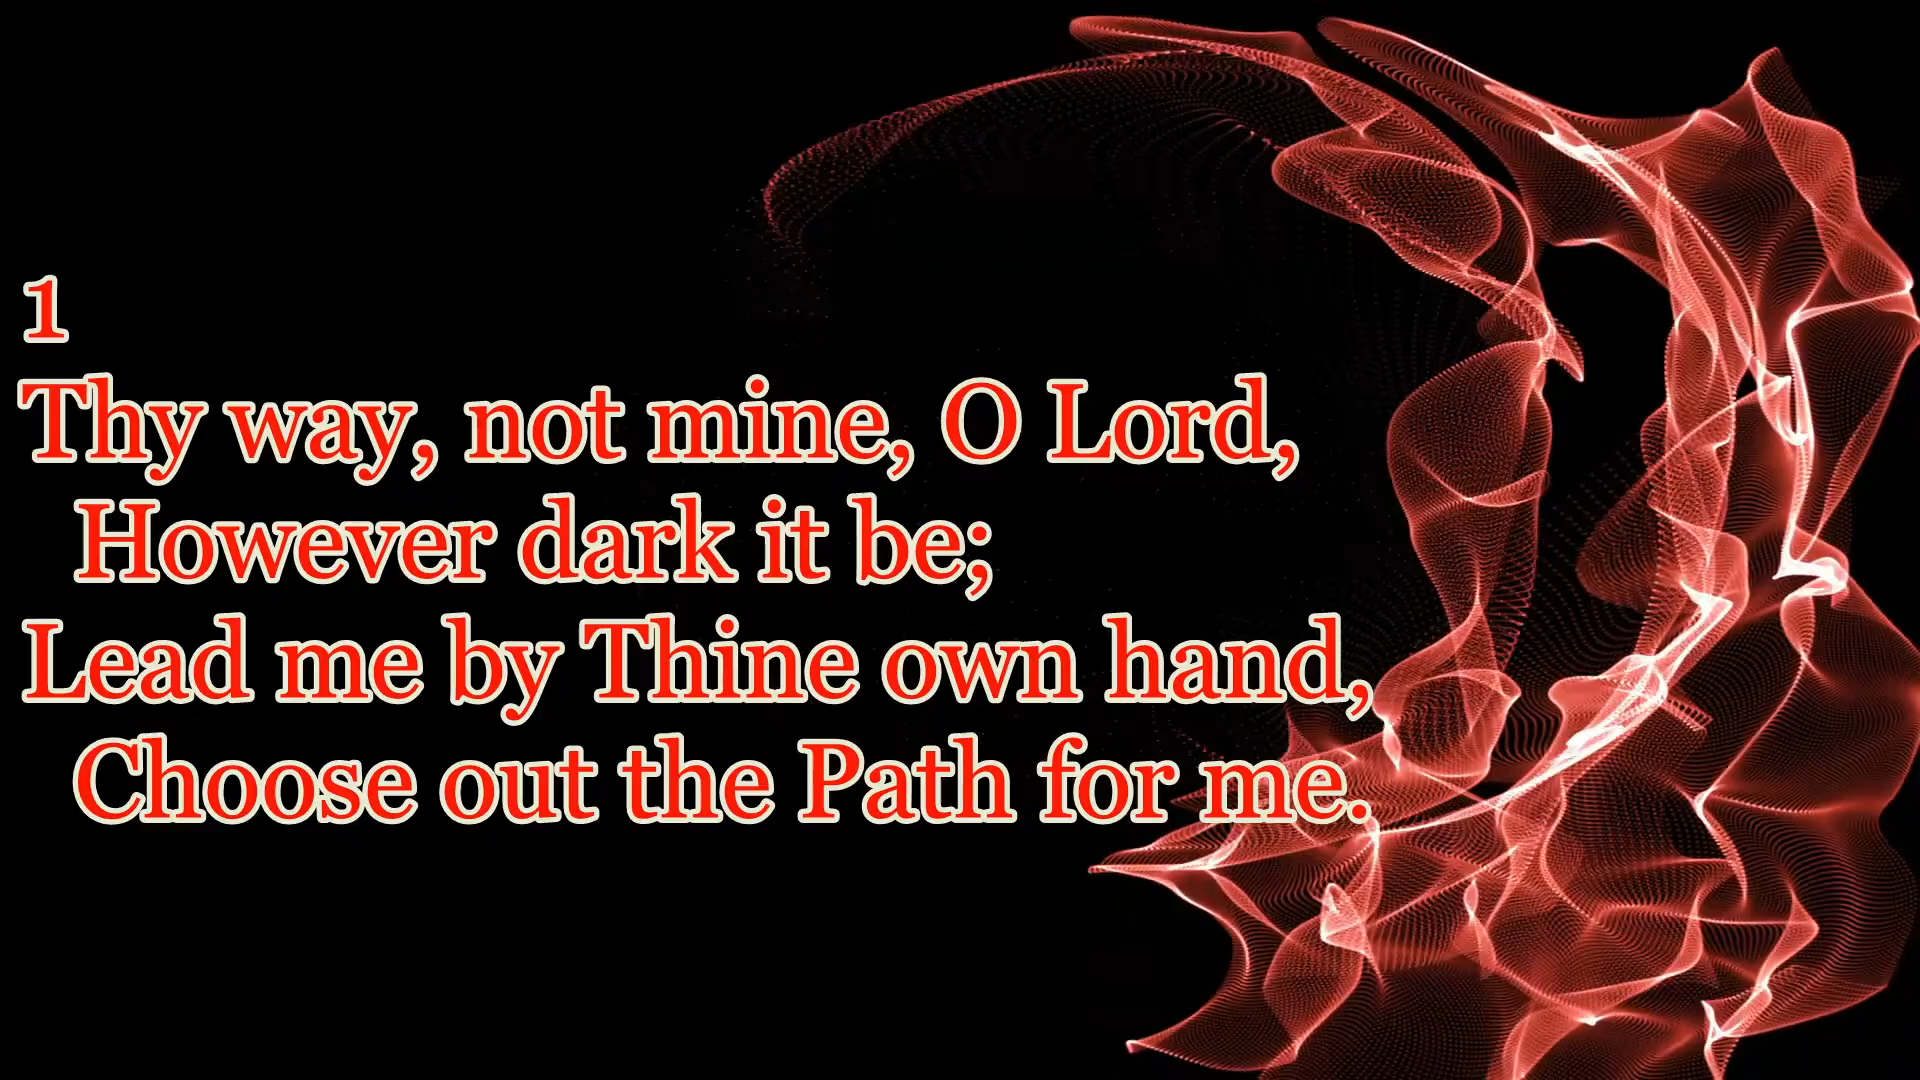 1
Thy way, not mine, O Lord,
However dark it be;
Lead me by Thine own hand,
Choose out the Path for me.